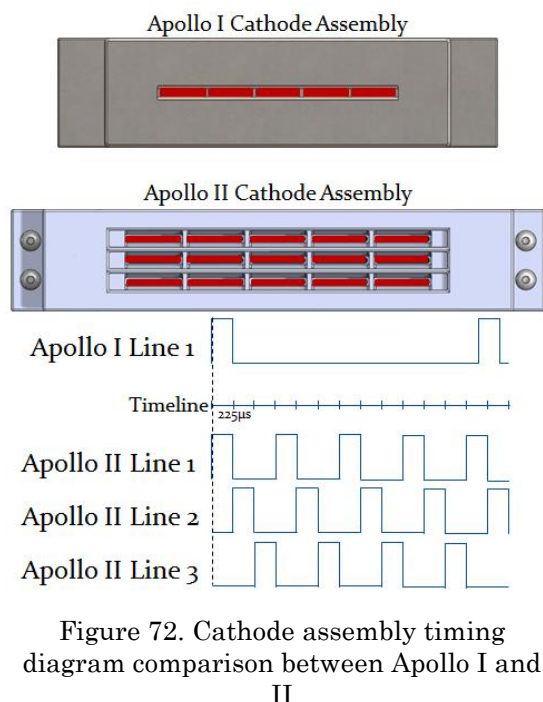 Apollo I Cathode Assembly
Apollo II Cathode Assembly
Apollo I Line 1
Timeline
225µs
Apollo II Line 1
Apollo II Line 2
Apollo II Line 3
Figure 72. Cathode assembly timing
diagram comparison between Apollo I and
II